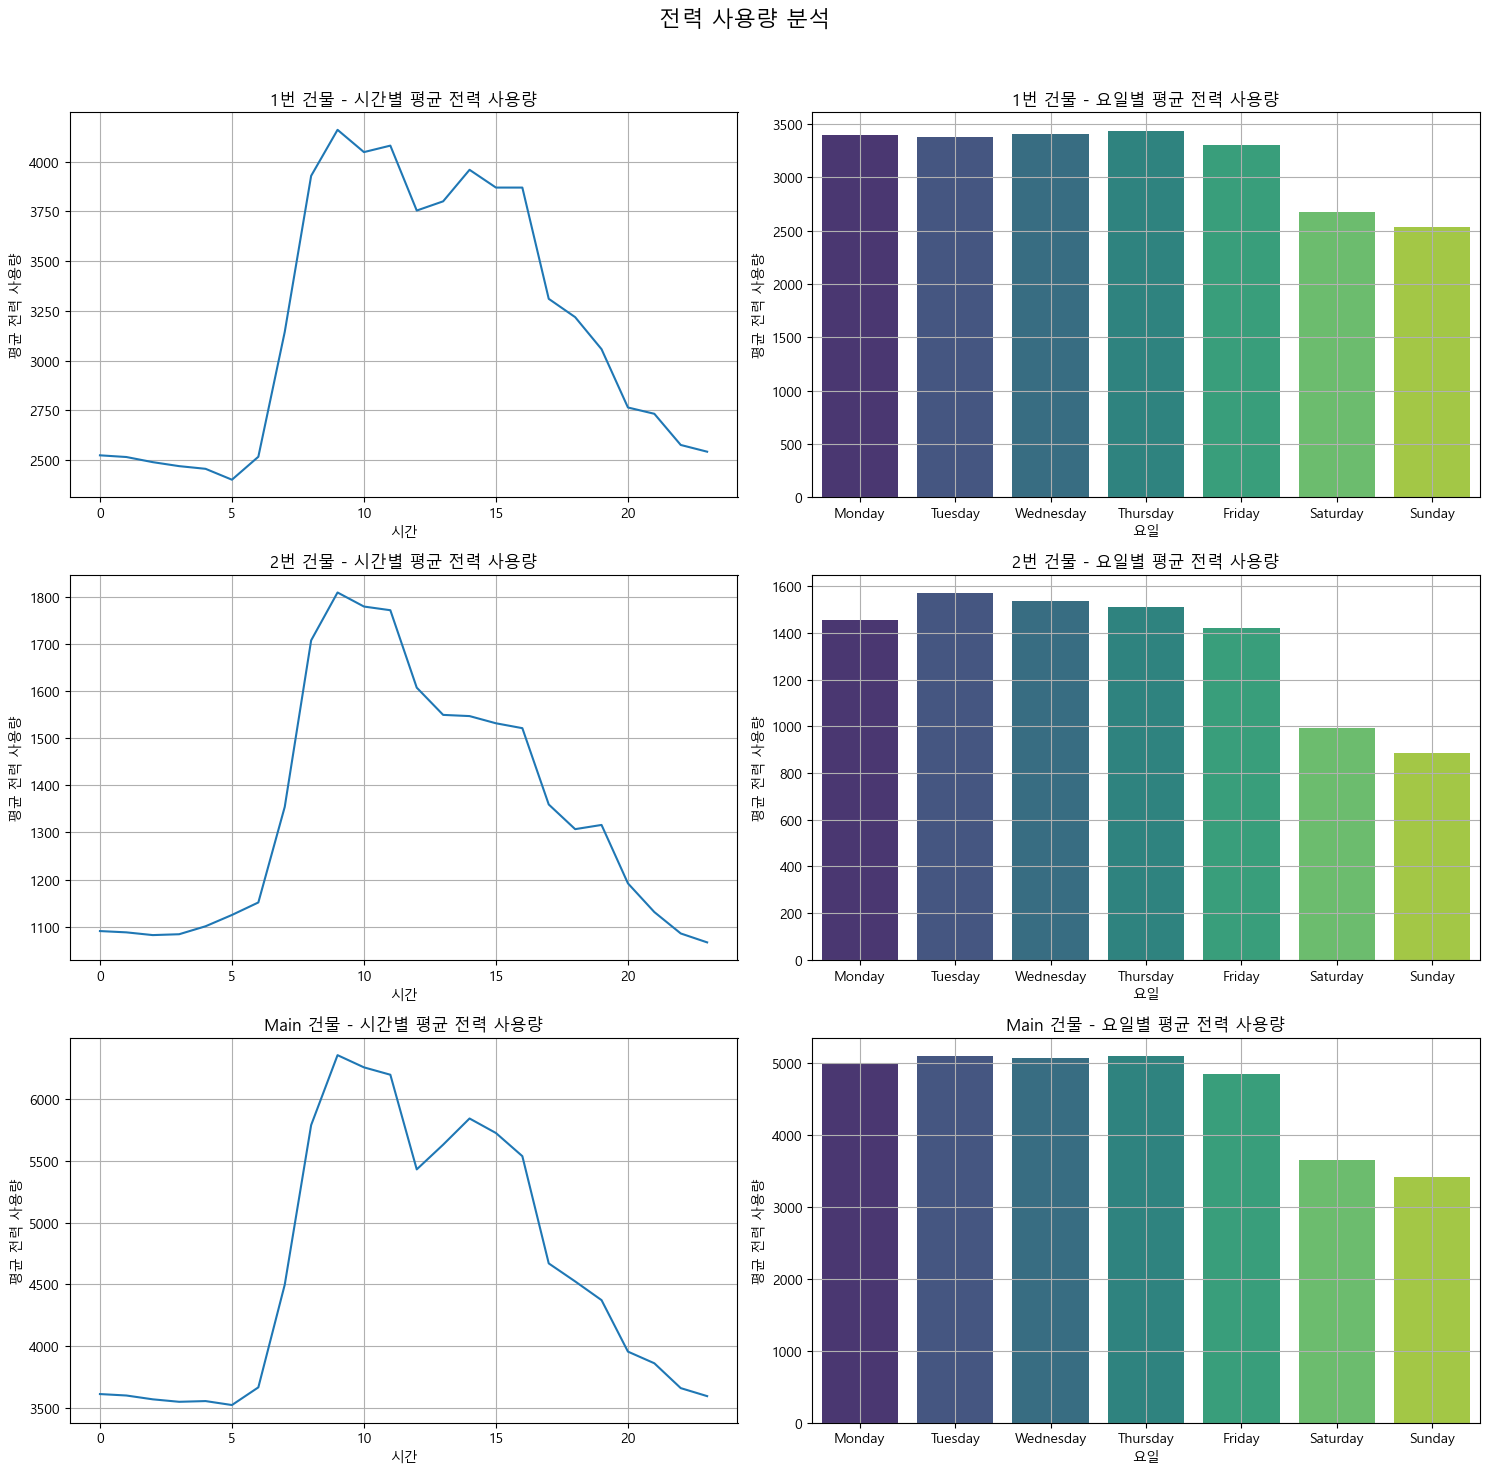 전력 사용량 분석
1번 건물 - 시간별 평균 전력 사용량
평균 전력 사용량
4000
3750
3500
3250
3000
2750
2500
0 5 10 15 20
시간
1번 건물 - 요일별 평균 전력 사용량
평균 전력 사용량
3500
3000
2500
2000
1500
1000
500
0
Monday Tuesday Wednesday Thursday Friday Saturday Sunday
요일
2번 건물 - 시간별 평균 전력 사용량
평균 전력 사용량
1800
1700
1600
1500
1400
1300
1200
1100
0 5 10 15 20
시간
2번 건물 - 요일별 평균 전력 사용량
평균 전력 사용량
1600
1400
1200
1000
800
600
400
200
0
Monday Tuesday Wednesday Thursday Friday Saturday Sunday
요일
Main 건물 - 시간별 평균 전력 사용량
평균 전력 사용량
6000
5500
5000
4500
4000
3500
0 5 10 15 20
시간
Main 건물 - 요일별 평균 전력 사용량
평균 전력 사용량
5000
4000
3000
2000
1000
0
Monday Tuesday Wednesday Thursday Friday Saturday Sunday
요일